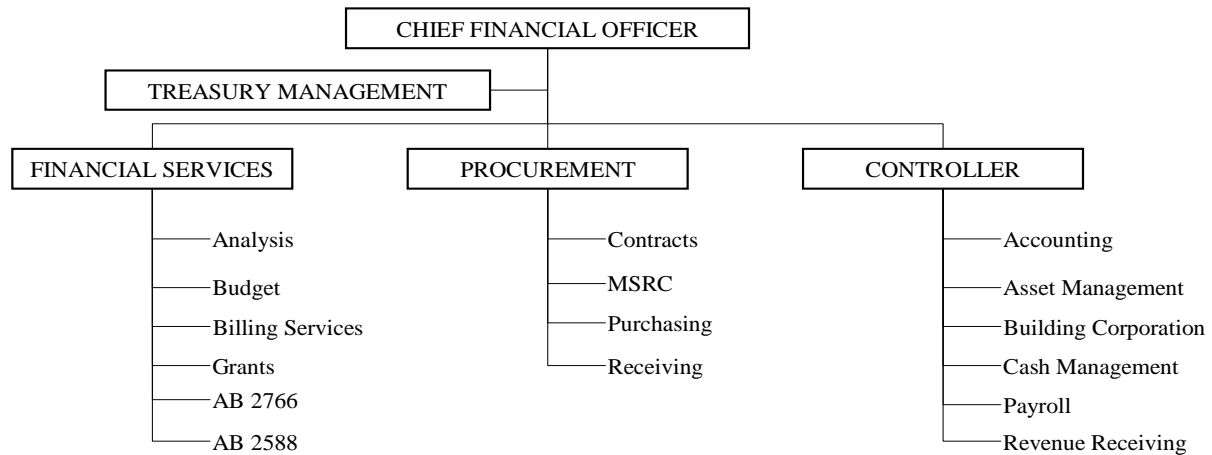 CHIEF FINANCIAL OFFICER
TREASURY MANAGEMENT
FINANCIAL SERVICES
Analysis
Budget
Billing Services
Grants
AB 2766
AB 2588
PROCUREMENT
Contracts
MSRC
Purchasing
Receiving
CONTROLLER
Accounting
Asset Management
Building Corporation
Cash Management
Payroll
Revenue Receiving